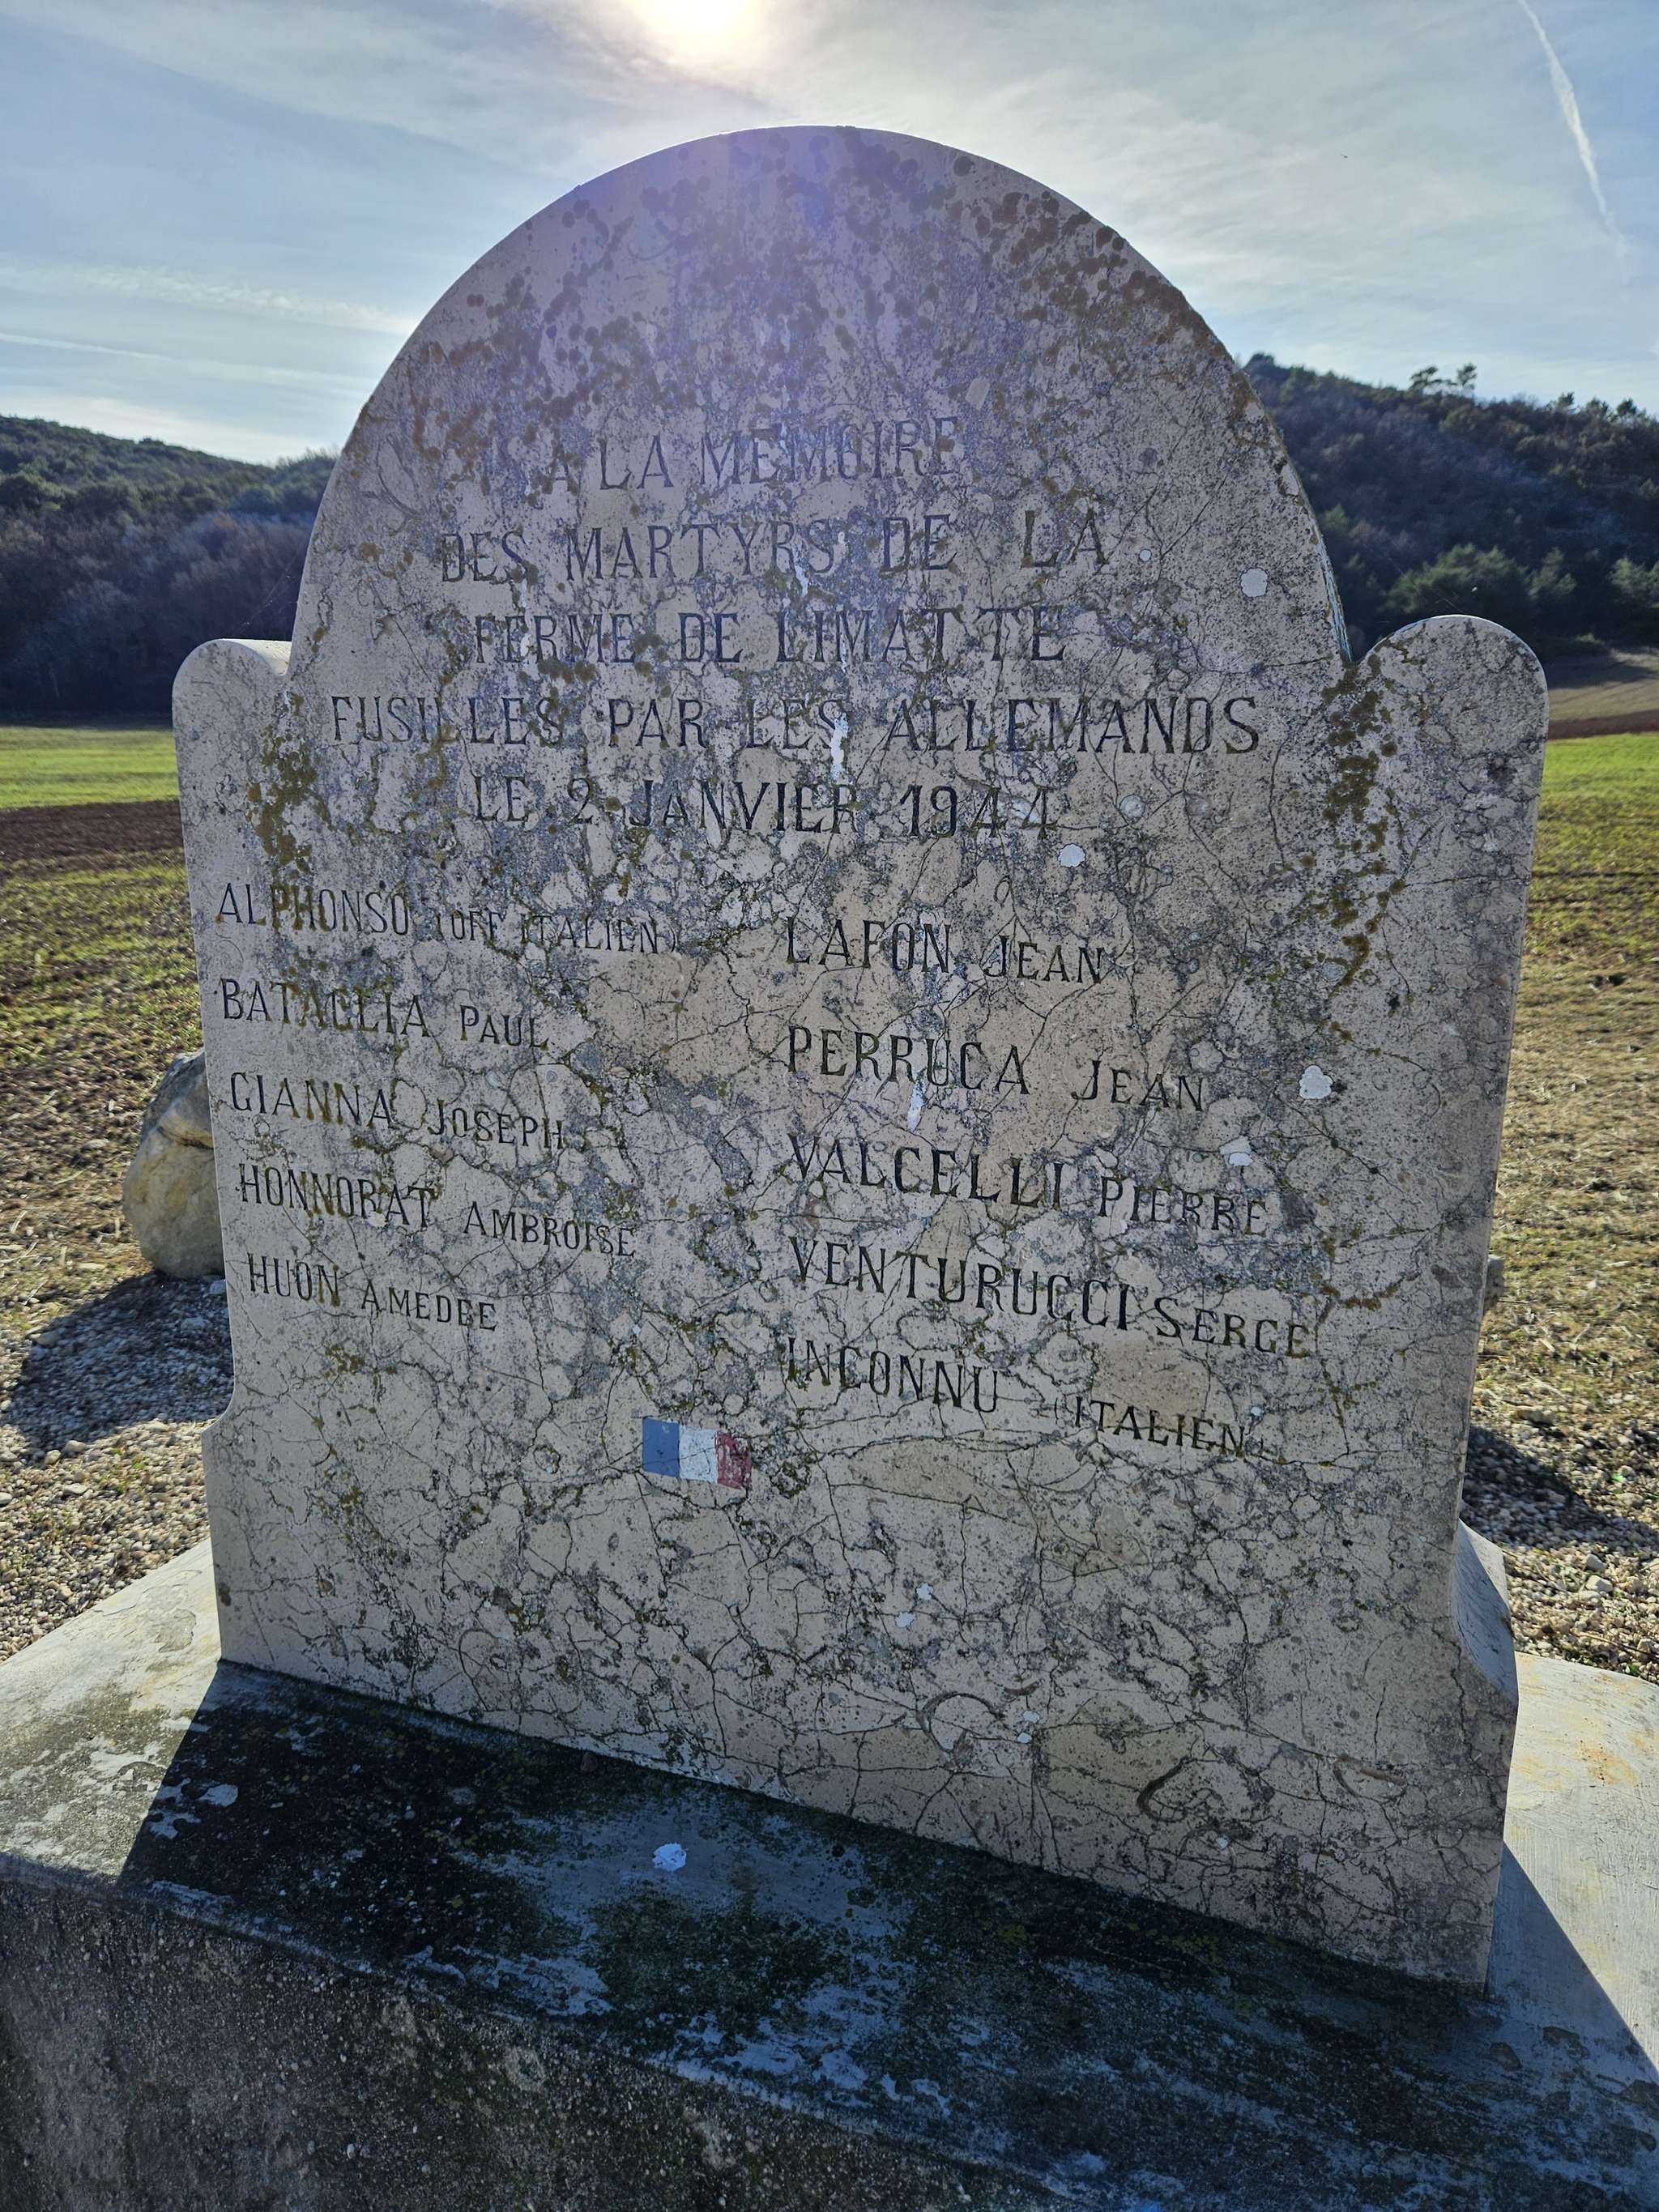 A LA MEMOIRE
DES MARTYRS DE LA
FERME DE LIMATTE
FUSILLES PAR LES ALLEMANDS
LE 2 JANVIER 1944
ALPHONSO (OFF ITALIEN)
BATAGLIA PAUL
GIANNA JOSEPH
HONNORAT AMBROISE
HUON AMEDEE
LAFON JEAN
PERRUCA JEAN
VALCELLI PIERRE
VENTURUCCI SERGE
INCONNU (ITALIEN)